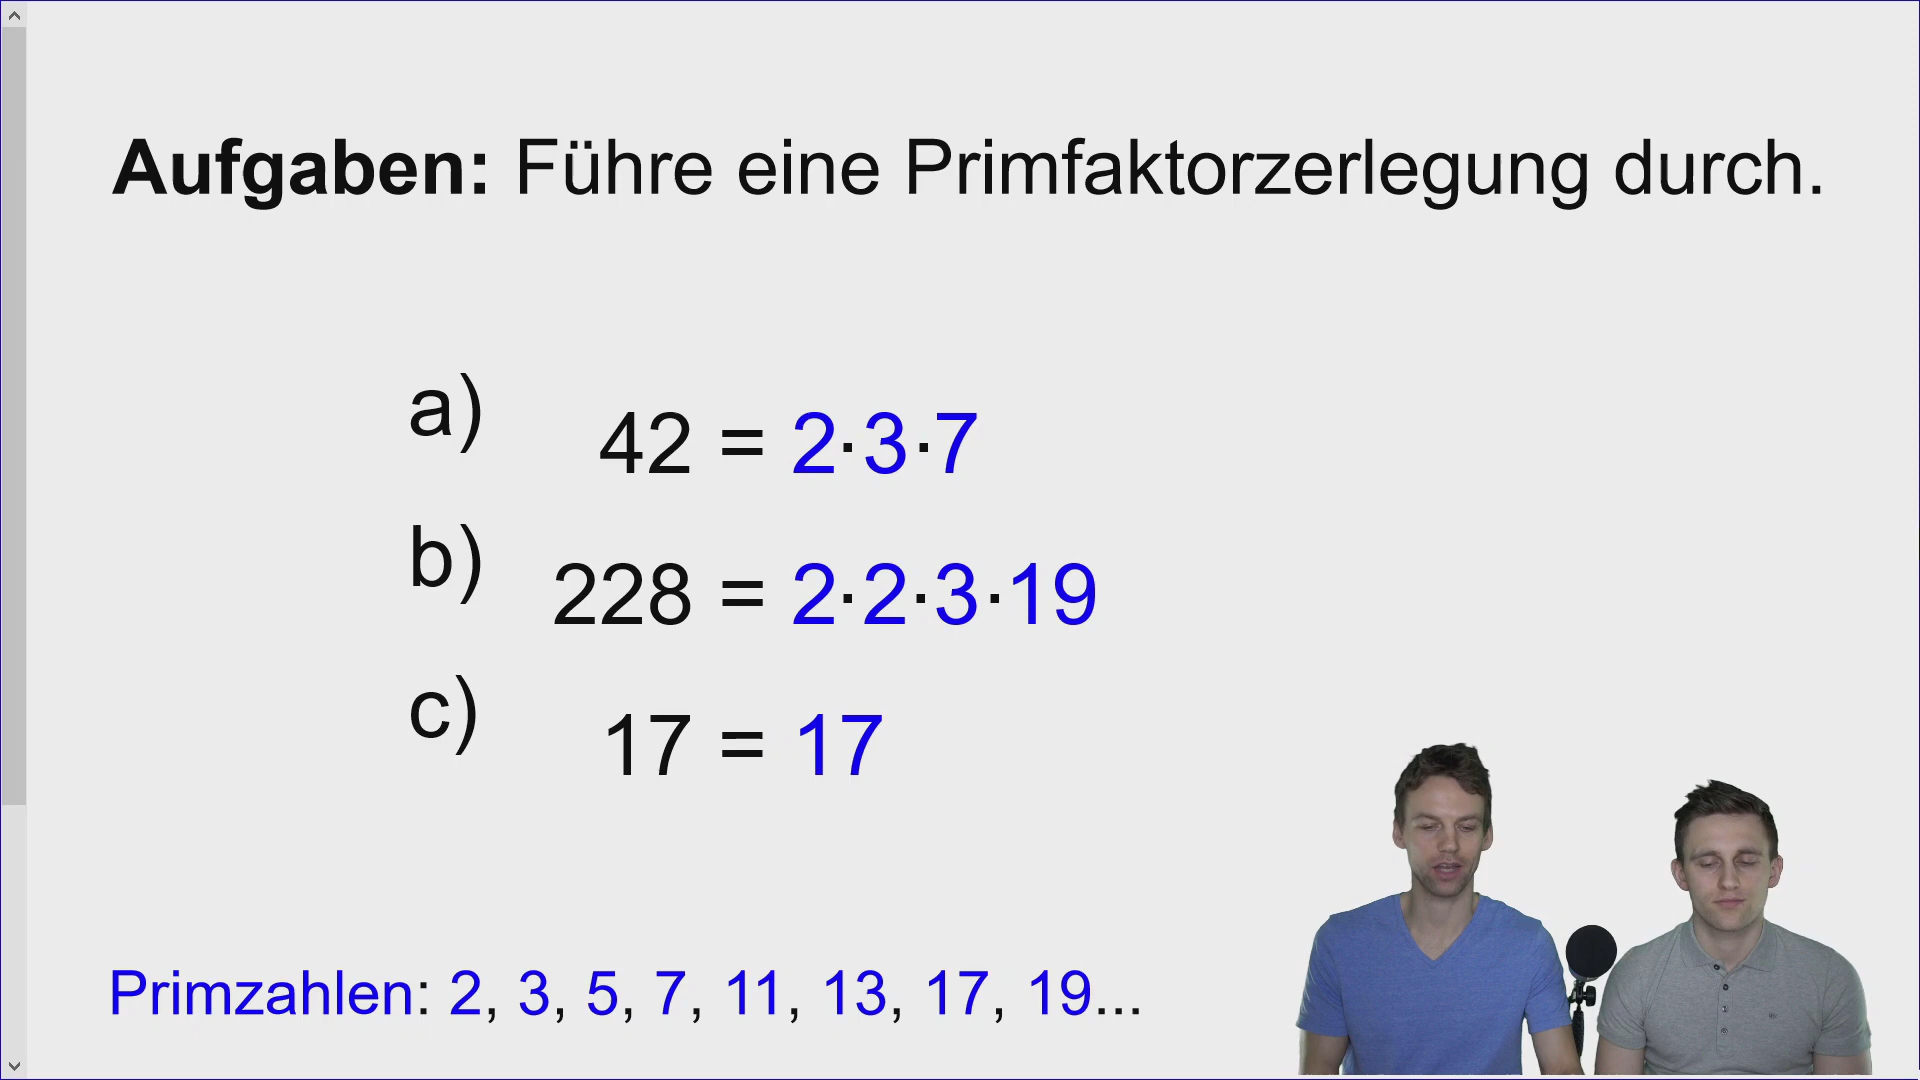 Aufgaben: Führe eine Primfaktorzerlegung durch.
a) 42 = 2·3·7
b) 228 = 2·2·3·19
c) 17 = 17
Primzahlen: 2, 3, 5, 7, 11, 13, 17, 19...